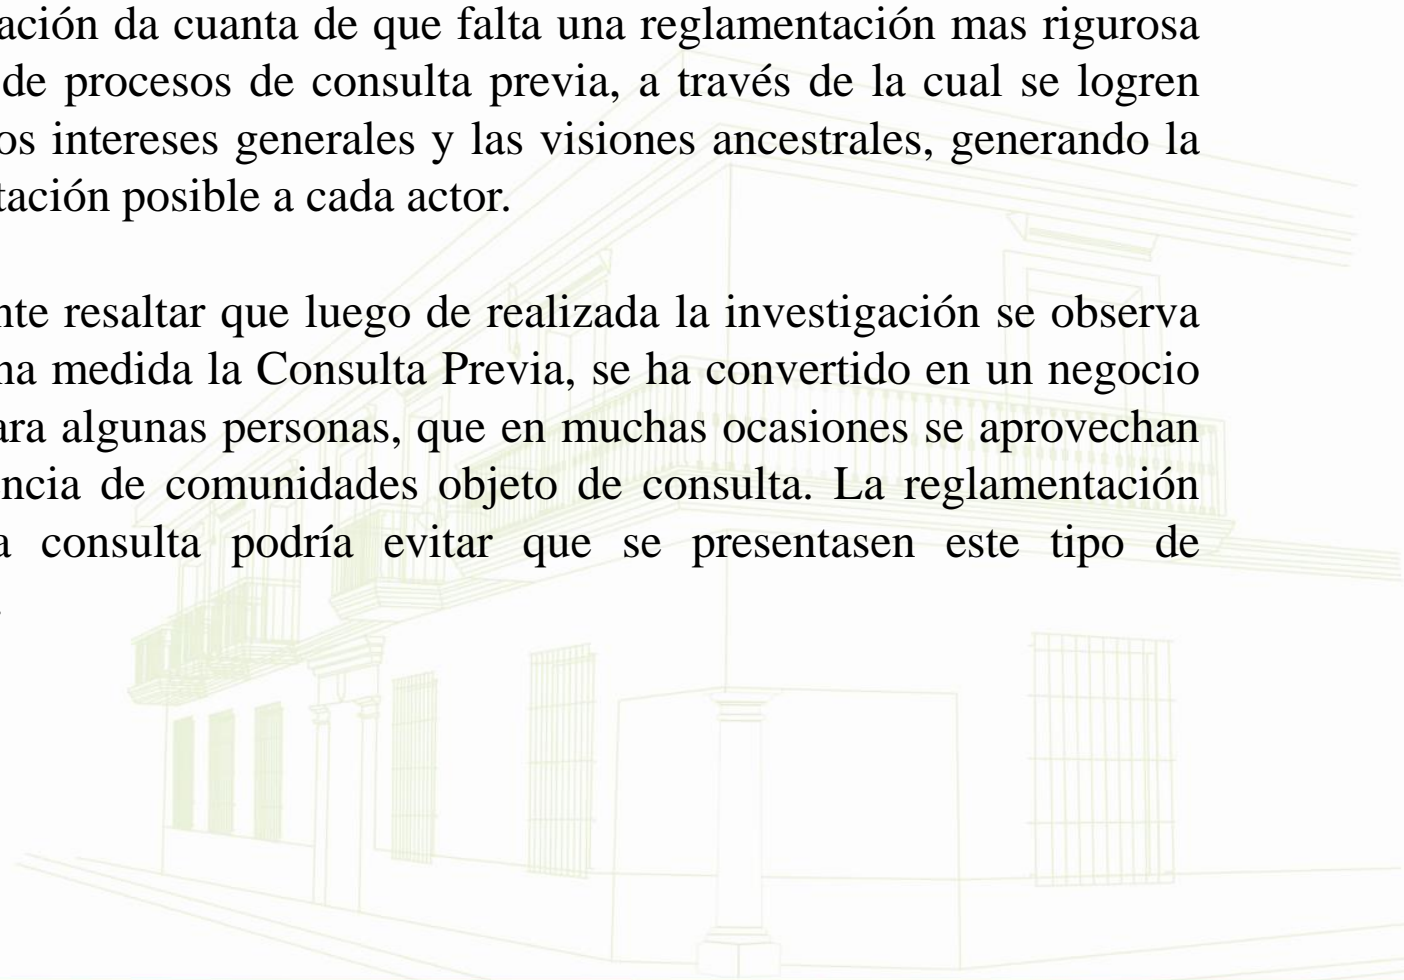 ación da cuanta de que falta una reglamentación mas rigurosa
de procesos de consulta previa, a través de la cual se logren
os intereses generales y las visiones ancestrales, generando la
tación posible a cada actor.
nte resaltar que luego de realizada la investigación se observa
na medida la Consulta Previa, se ha convertido en un negocio
ara algunas personas, que en muchas ocasiones se aprovechan
ncia de comunidades objeto de consulta. La reglamentación
a consulta podría evitar que se presentasen este tipo de
.